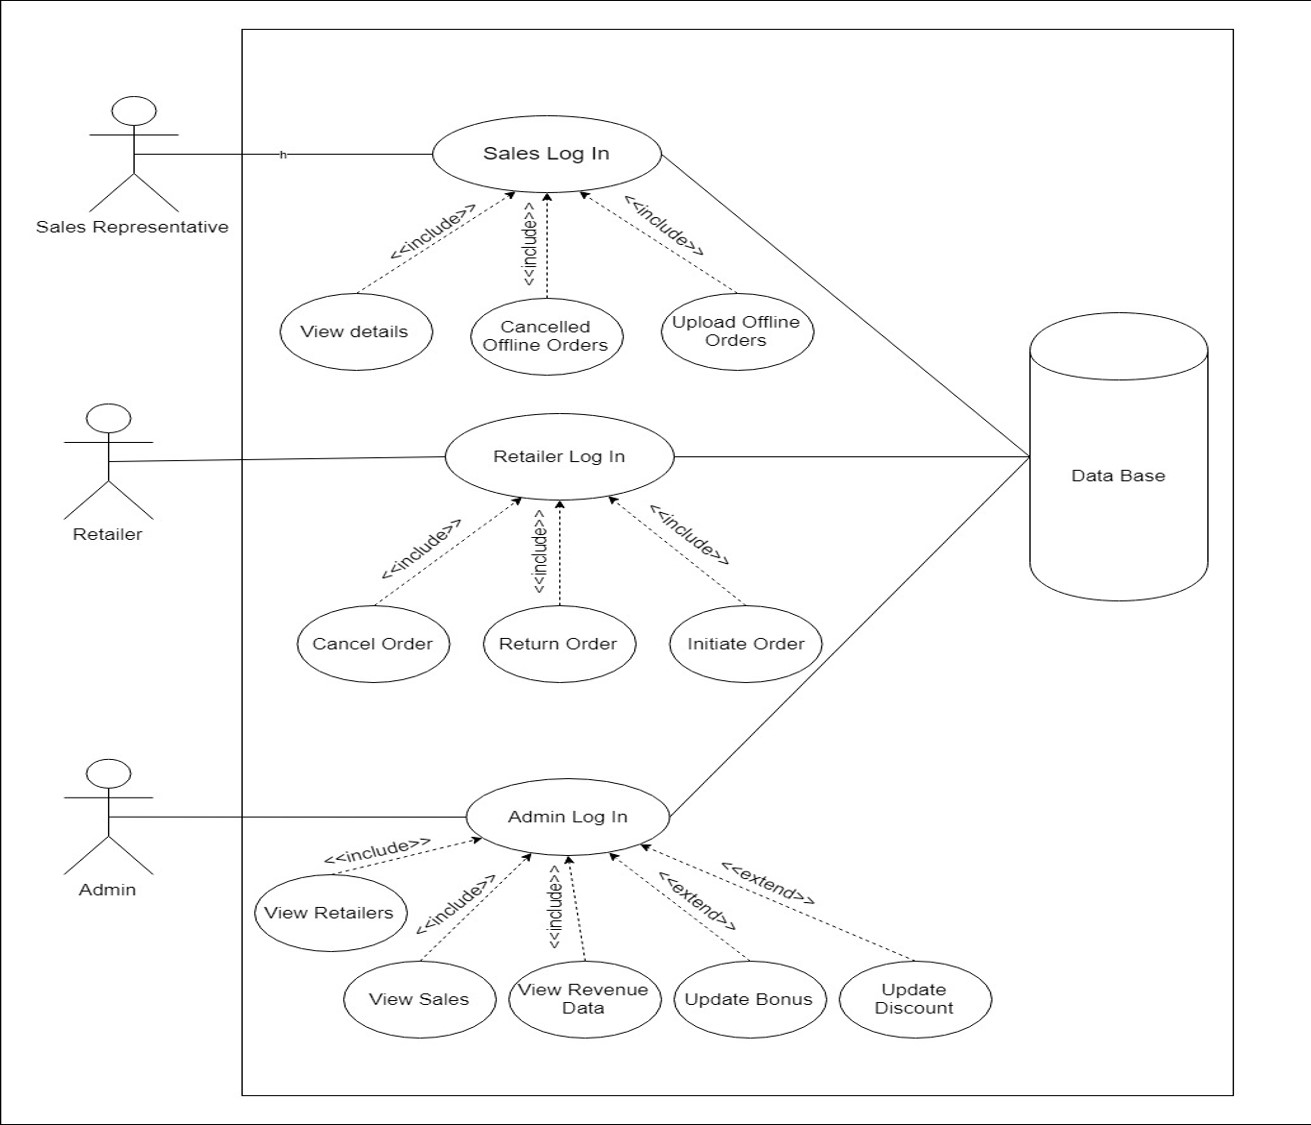 Sales Log In
h
Sales Representative
<<include>>
<<include>>
<<include>>
View details
Cancelled
Offline Orders
Upload Offline
Orders
Retailer Log In
Data Base
Retailer
<<include>>
<<include>>
<<include>>
Cancel Order
Return Order
Initiate Order
Admin Log In
Admin
<<include>>
<<include>>
<<include>>
<<extend>>
<<extend>>
View Retailers
View Sales
View Revenue
Data
Update Bonus
Update
Discount